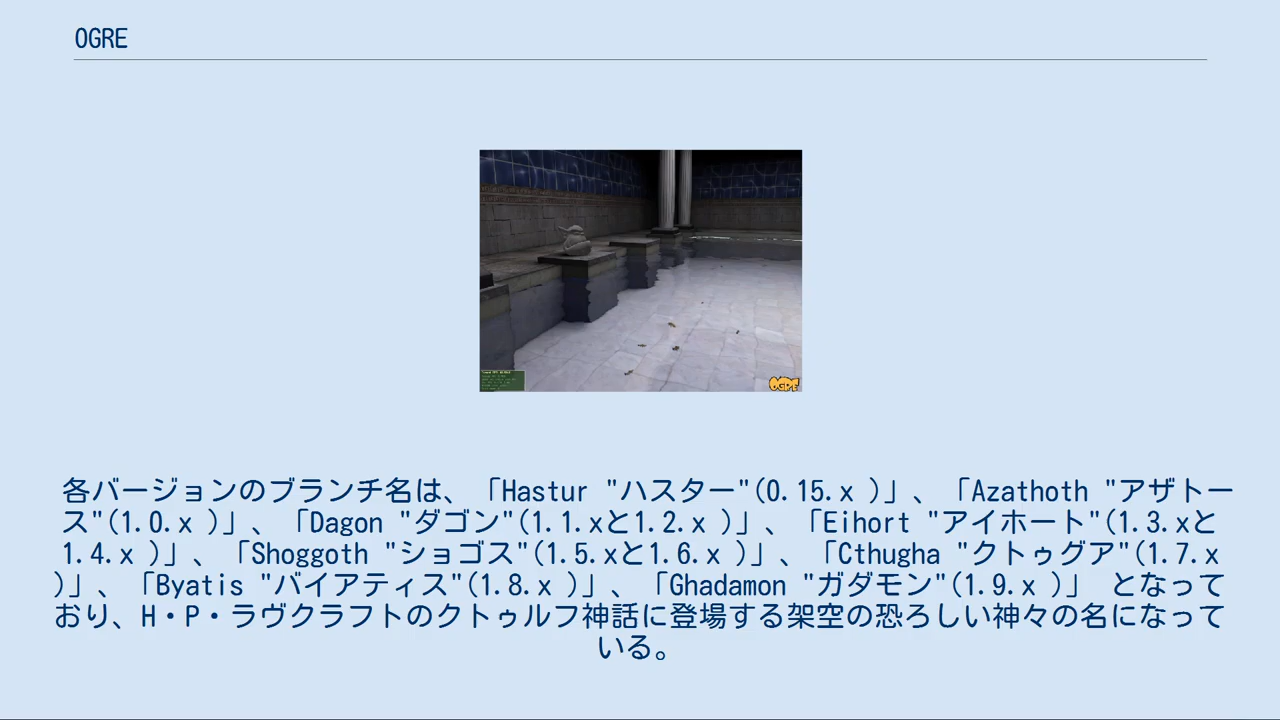 OGRE
OGRE
各バージョンのブランチ名は、「Hastur "ハスター"(0.15.x )」、「Azathoth "アザトー
ス"(1.0.x )」、「Dagon "ダゴン"(1.1.xと1.2.x )」、「Eihort "アイホート"(1.3.xと
1.4.x )」、「Shoggoth "ショゴス"(1.5.xと1.6.x )」、「Cthugha "クトゥグア"(1.7.x
)」、「Byatis "バイアティス"(1.8.x )」、「Ghadamon "ガダモン"(1.9.x )」 となって
おり、H・P・ラヴクラフトのクトゥルフ神話に登場する架空の恐ろしい神々の名になって
いる。